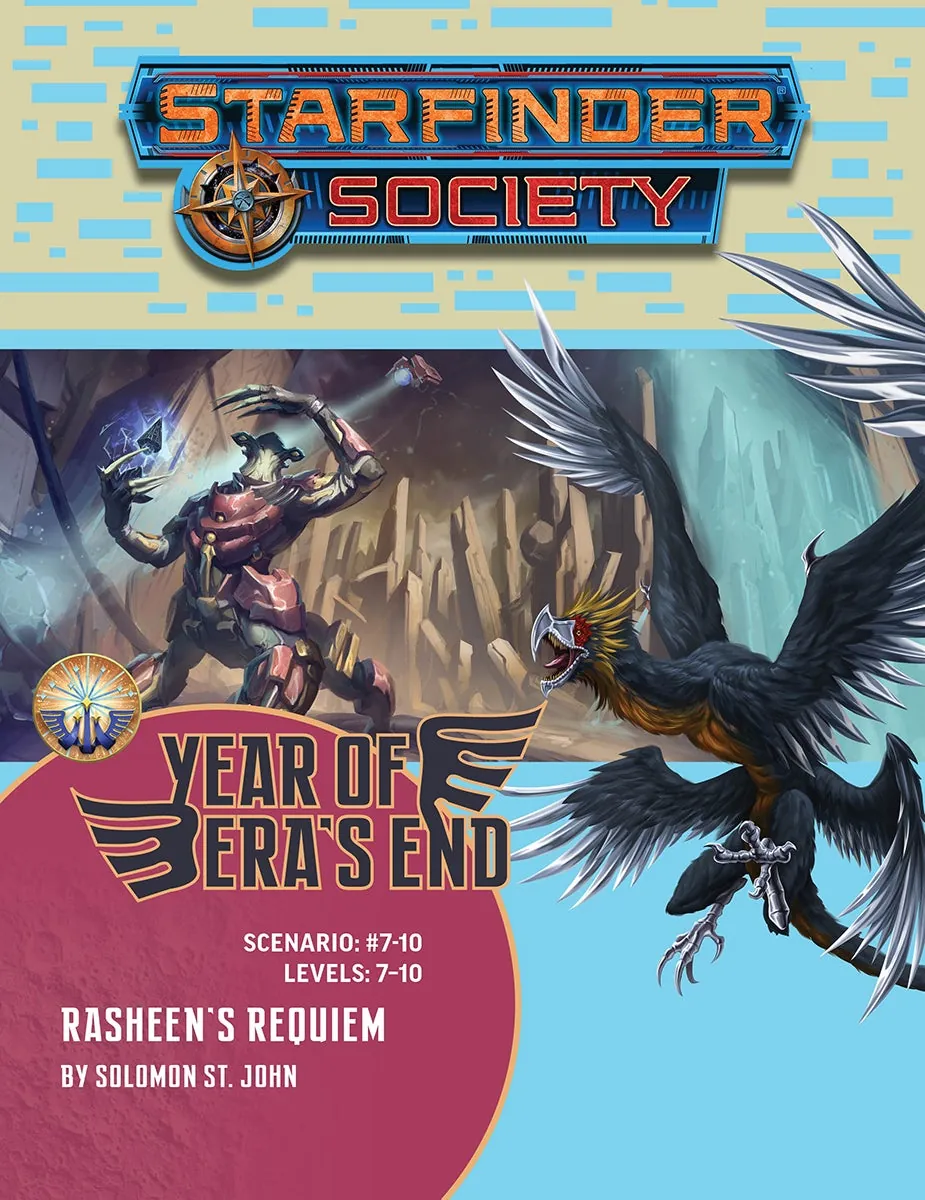 STARFINDER®
SOCIETY
YEAR OF
ERA'S END
SCENARIO: #7-10
LEVELS: 7–10
RASHEEN'S REQUIEM
BY SOLOMON ST. JOHN